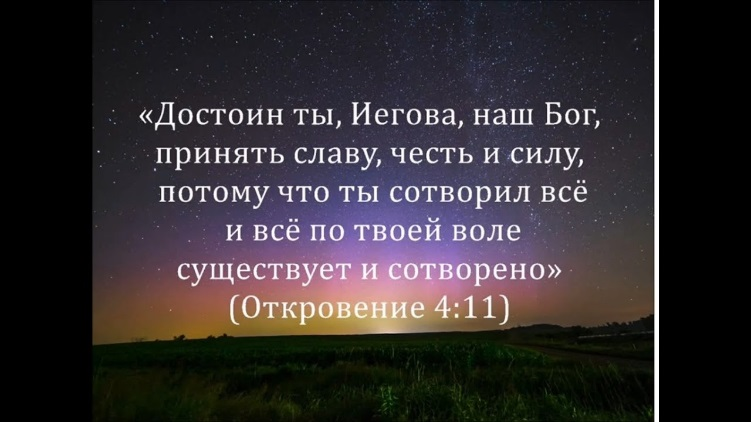 «Достоин ты, Иегова, наш Бог,
принять славу, честь и силу,
потому что ты сотворил всё
и всё по твоей воле
существует и сотворено»
(Откровение 4:11)